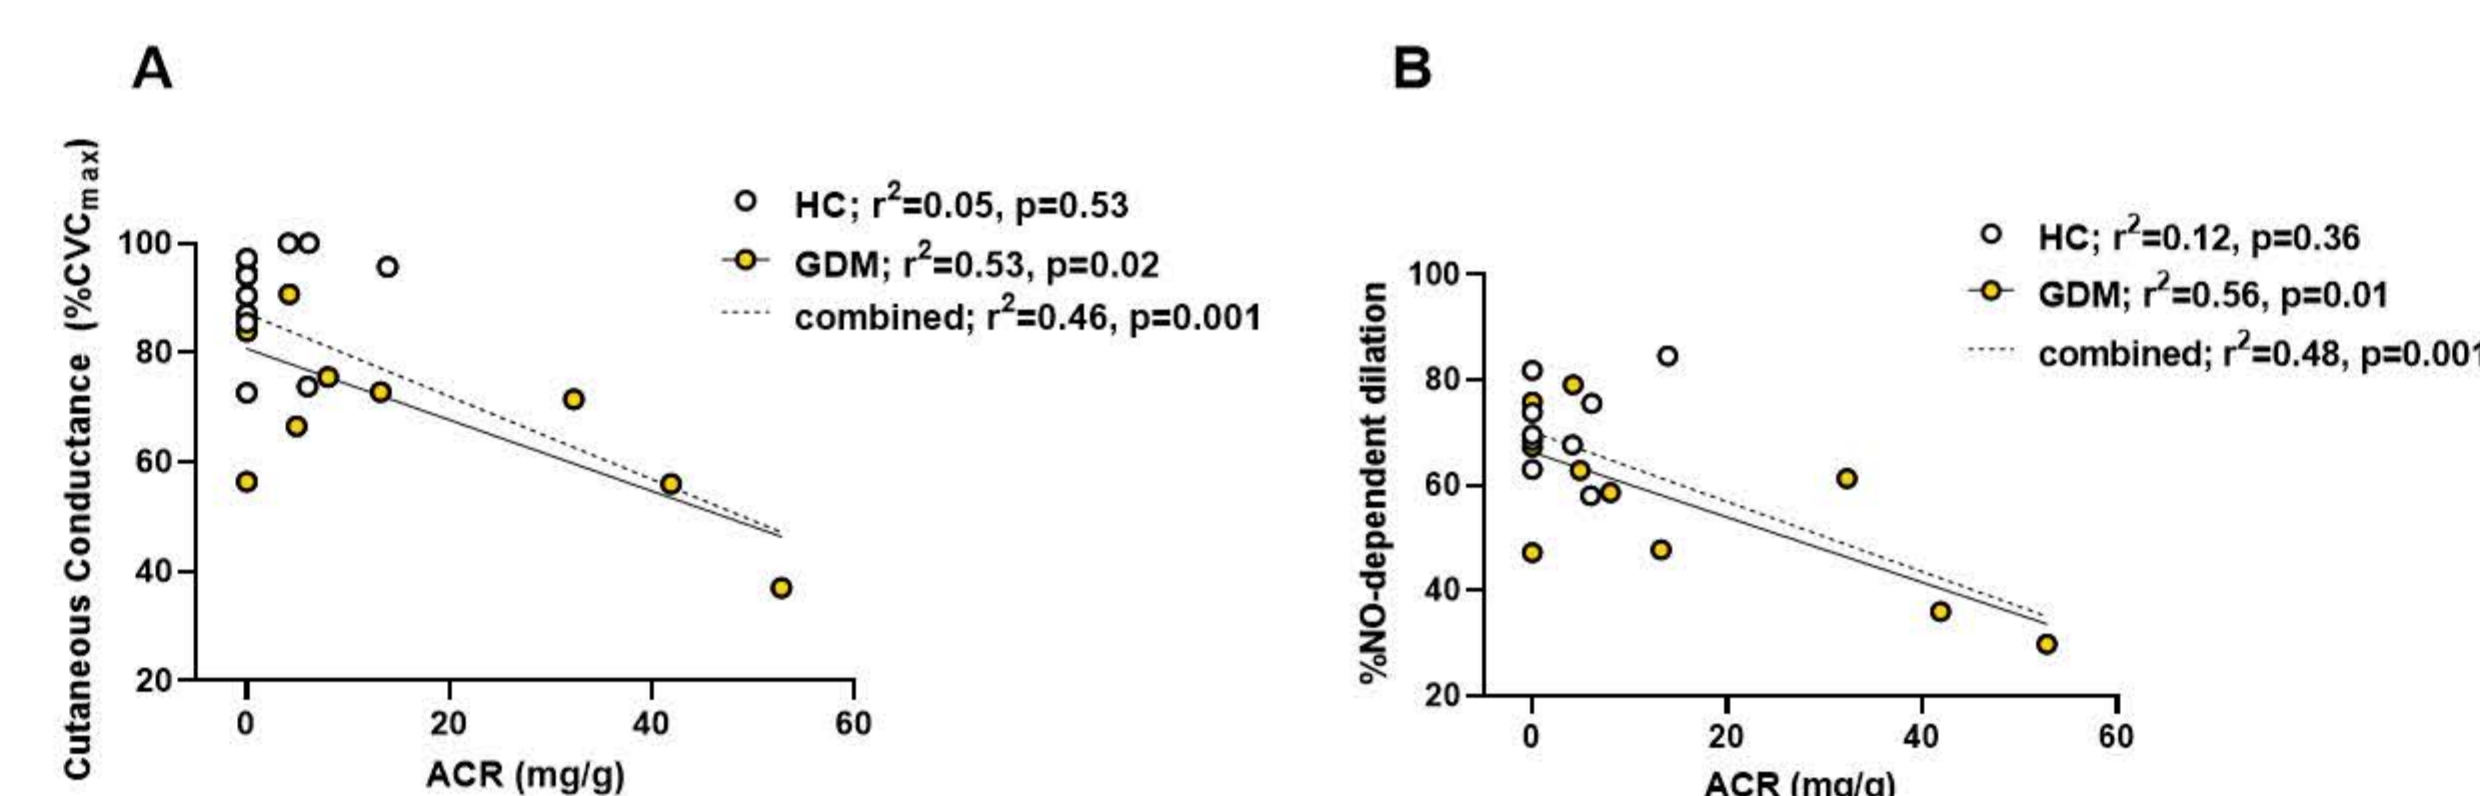 A
Cutaneous Conductance (%CVCmax)
100
80
60
40
20
0 20 40 60
ACR (mg/g)
HC; r2=0.05, p=0.53
GDM; r2=0.53, p=0.02
combined; r2=0.46, p=0.001
B
%NO-dependent dilation
100
80
60
40
20
0 20 40 60
ACR (mg/g)
HC; r2=0.12, p=0.36
GDM; r2=0.56, p=0.01
combined; r2=0.48, p=0.001